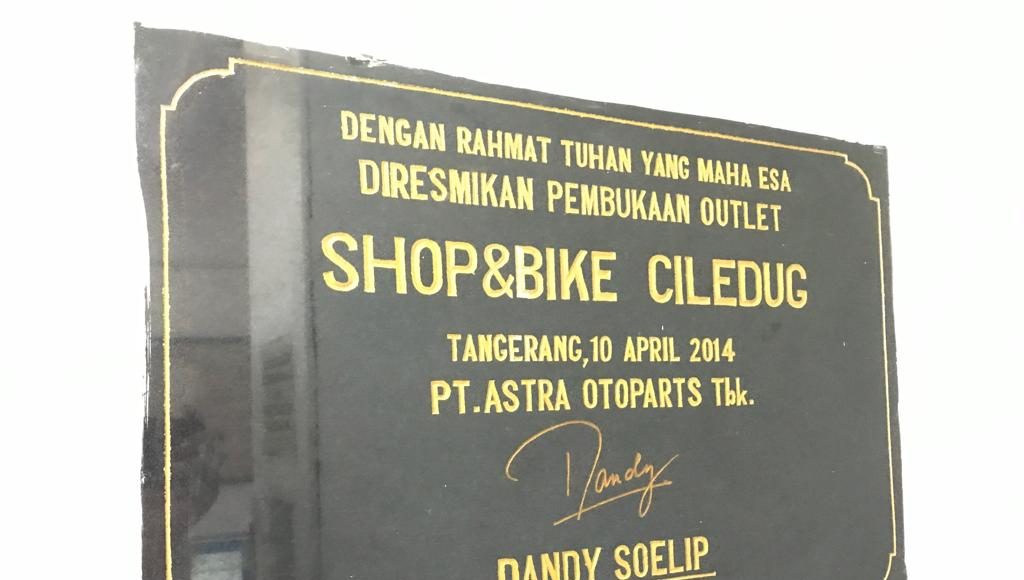 DENGAN RAHMAT TUHAN YANG MAHA ESA
DIRESMIKAN PEMBUKAAN OUTLET
SHOP&BIKE CILEDUG
TANGERANG,10 APRIL 2014
PT.ASTRA OTOPARTS Tbk.
Dandy
DANDY SOELIP